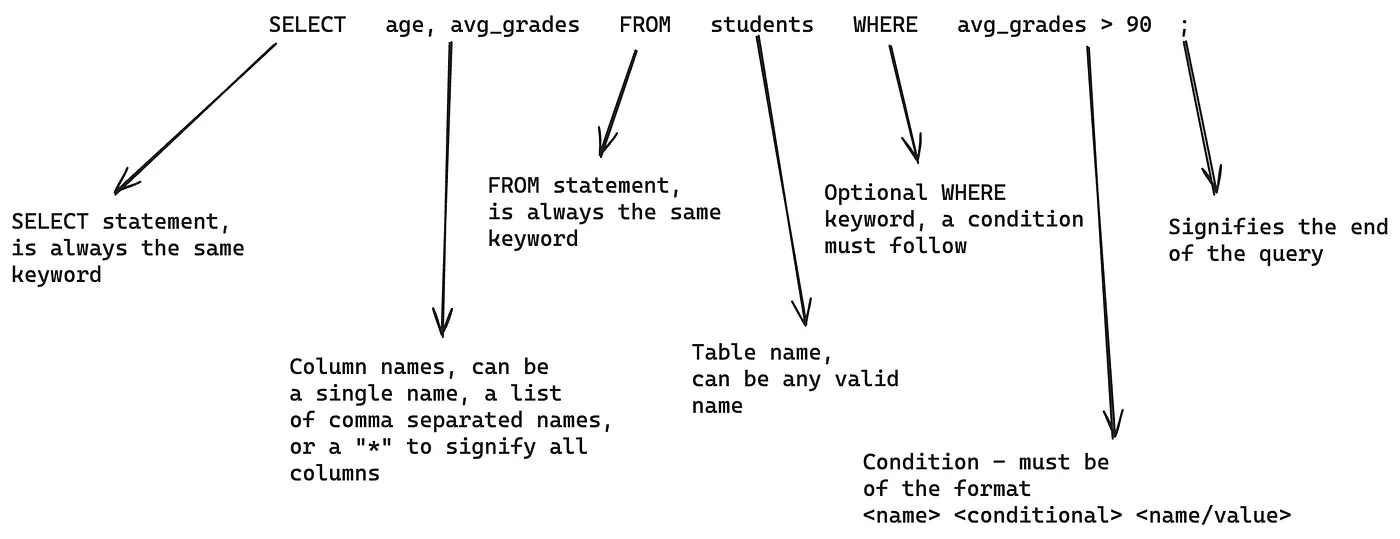 SELECT age, avg_grades FROM students WHERE avg_grades > 90 ;
SELECT statement,
is always the same
keyword
Column names, can be
a single name, a list
of comma separated names,
or a "*" to signify all
columns
FROM statement,
is always the same
keyword
Table name,
can be any valid
name
Optional WHERE
keyword, a condition
must follow
Condition - must be
of the format
<name> <conditional> <name/value>
Signifies the end
of the query